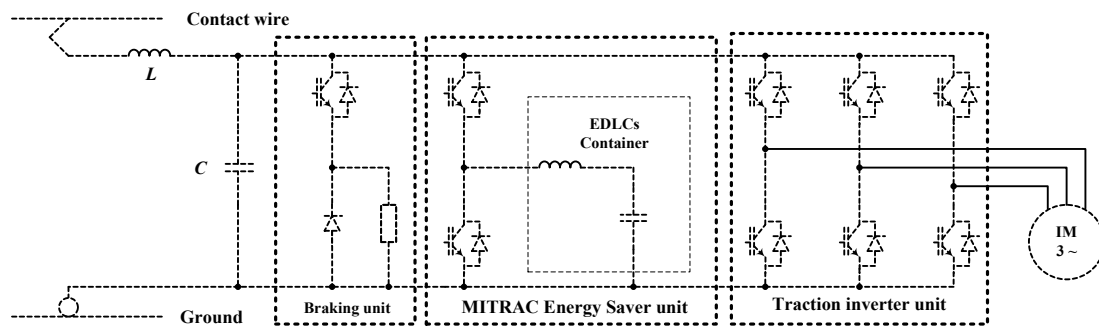 Contact wire
L
C
EDLCs
Container
IM
3 ~
Braking unit
MITRAC Energy Saver unit
Traction inverter unit
Ground